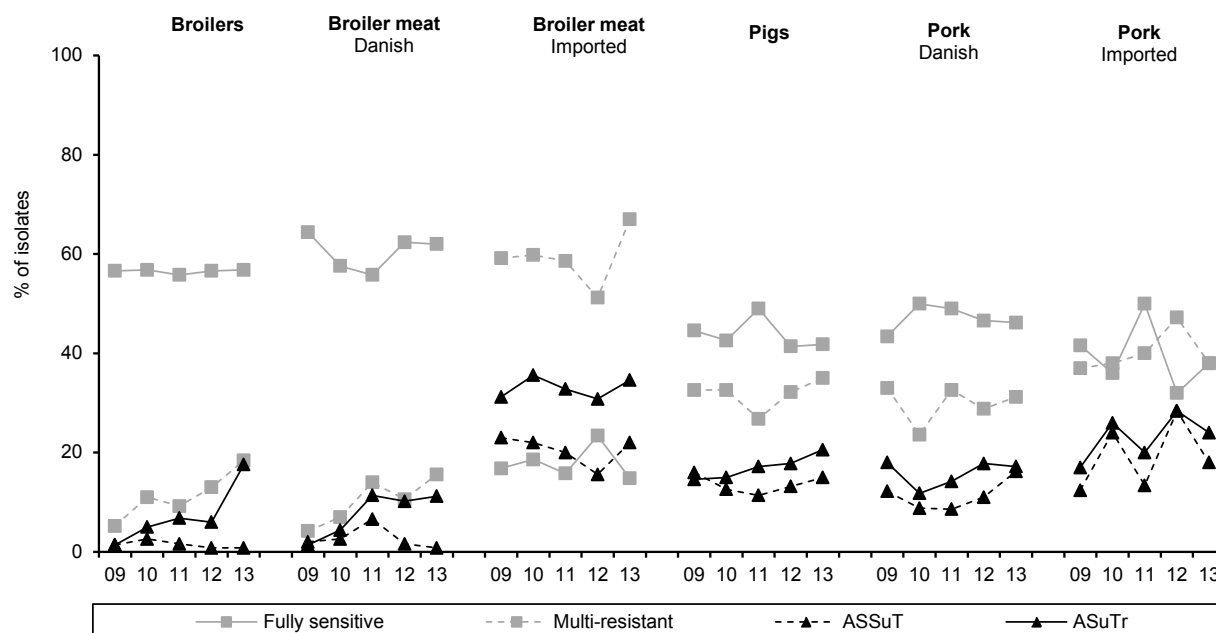 Broilers
Broiler meat
Danish
Broiler meat
Imported
Pigs
Pork
Danish
Pork
Imported
% of isolates
100
80
60
40
20
0
09 10 11 12 13 09 10 11 12 13 09 10 11 12 13 09 10 11 12 13 09 10 11 12 13 09 10 11 12 13
Fully sensitive Multi-resistant ASSuT ASuTr